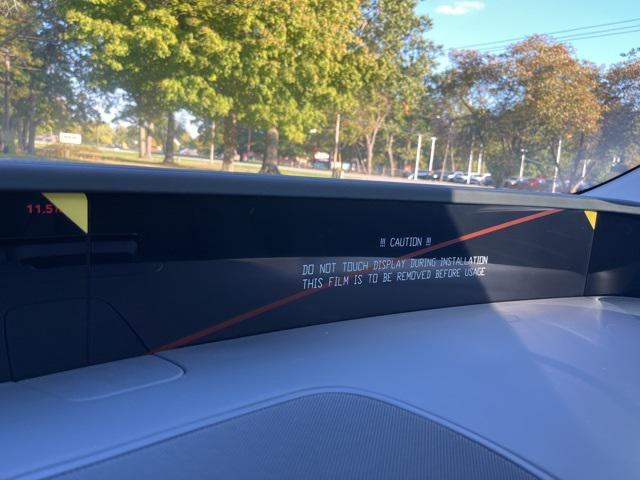 !!! CAUTION !!!
DO NOT TOUCH DISPLAY DURING INSTALLATION
THIS FILM IS TO BE REMOVED BEFORE USAGE